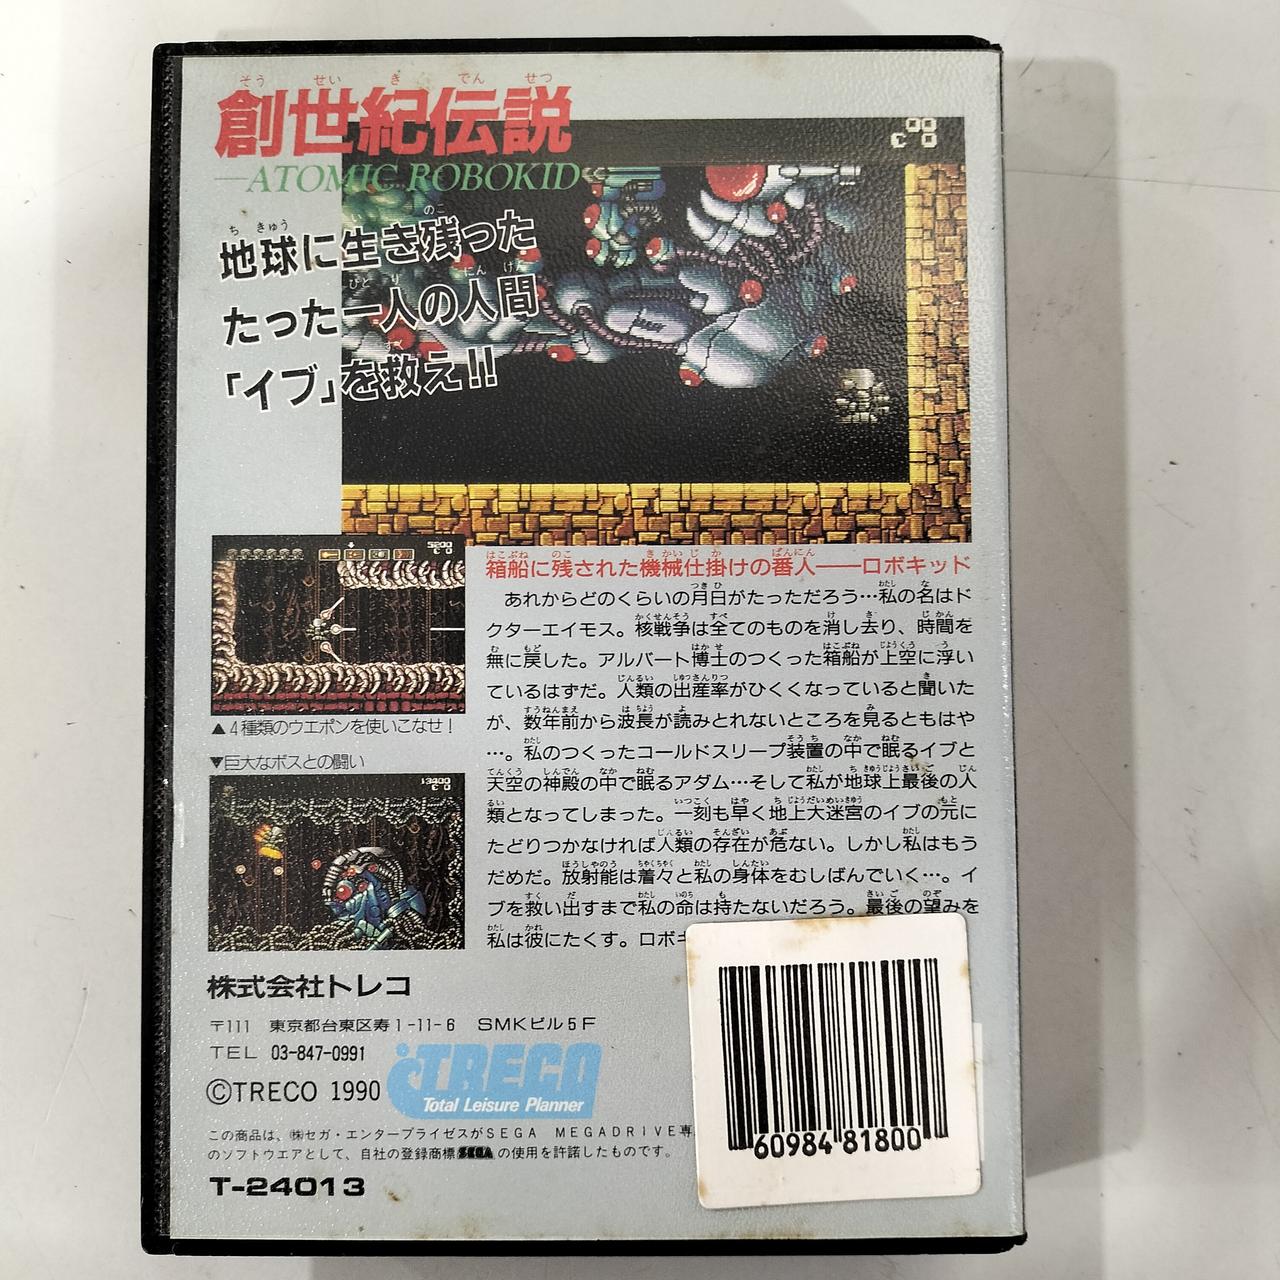 創世紀伝説
そう せい き でん せつ
—ATOMIC ROBOKID
地球に生き残った
たった一人の人間
「イブ」を救え!!
箱船に残された機械仕掛けの番人——ロボキッド
あれからどのくらいの月日がたっただろう…私の名はド
クターエイモス。核戦争は全てのものを消し去り、時間を
無に戻した。アルバート博士のつくった箱船が上空に浮い
ているはずだ。人類の出産率がひくくなっていると聞いた
が、数年前から波長が読みとれないところを見るともはや
…。私のつくったコールドスリープ装置の中で眠るイブと
天空の神殿の中で眠るアダム…そして私が地球上最後の人
類となってしまった。一刻も早く地上大迷宮のイブの元に
たどりつかなければ人類の存在が危ない。しかし私はもう
だめだ。放射能は着々と私の身体をむしばんでいく…。イ
ブを救い出すまで私の命は持たないだろう。最後の望みを
私は彼にたくす。ロボキ
▲4種類のウエポンを使いこなせ!
▼巨大なボスとの闘い
株式会社トレコ
〒111 東京都台東区寿1-11-6 SMKビル5F
TEL 03-847-0991
©TRECO 1990
TRECO
Total Leisure Planner
この商品は、㈱セガ・エンタープライゼスがSEGA MEGADRIVE専
のソフトウエアとして、自社の登録商標SEGAの使用を許諾したものです。
T-24013
60984 81800